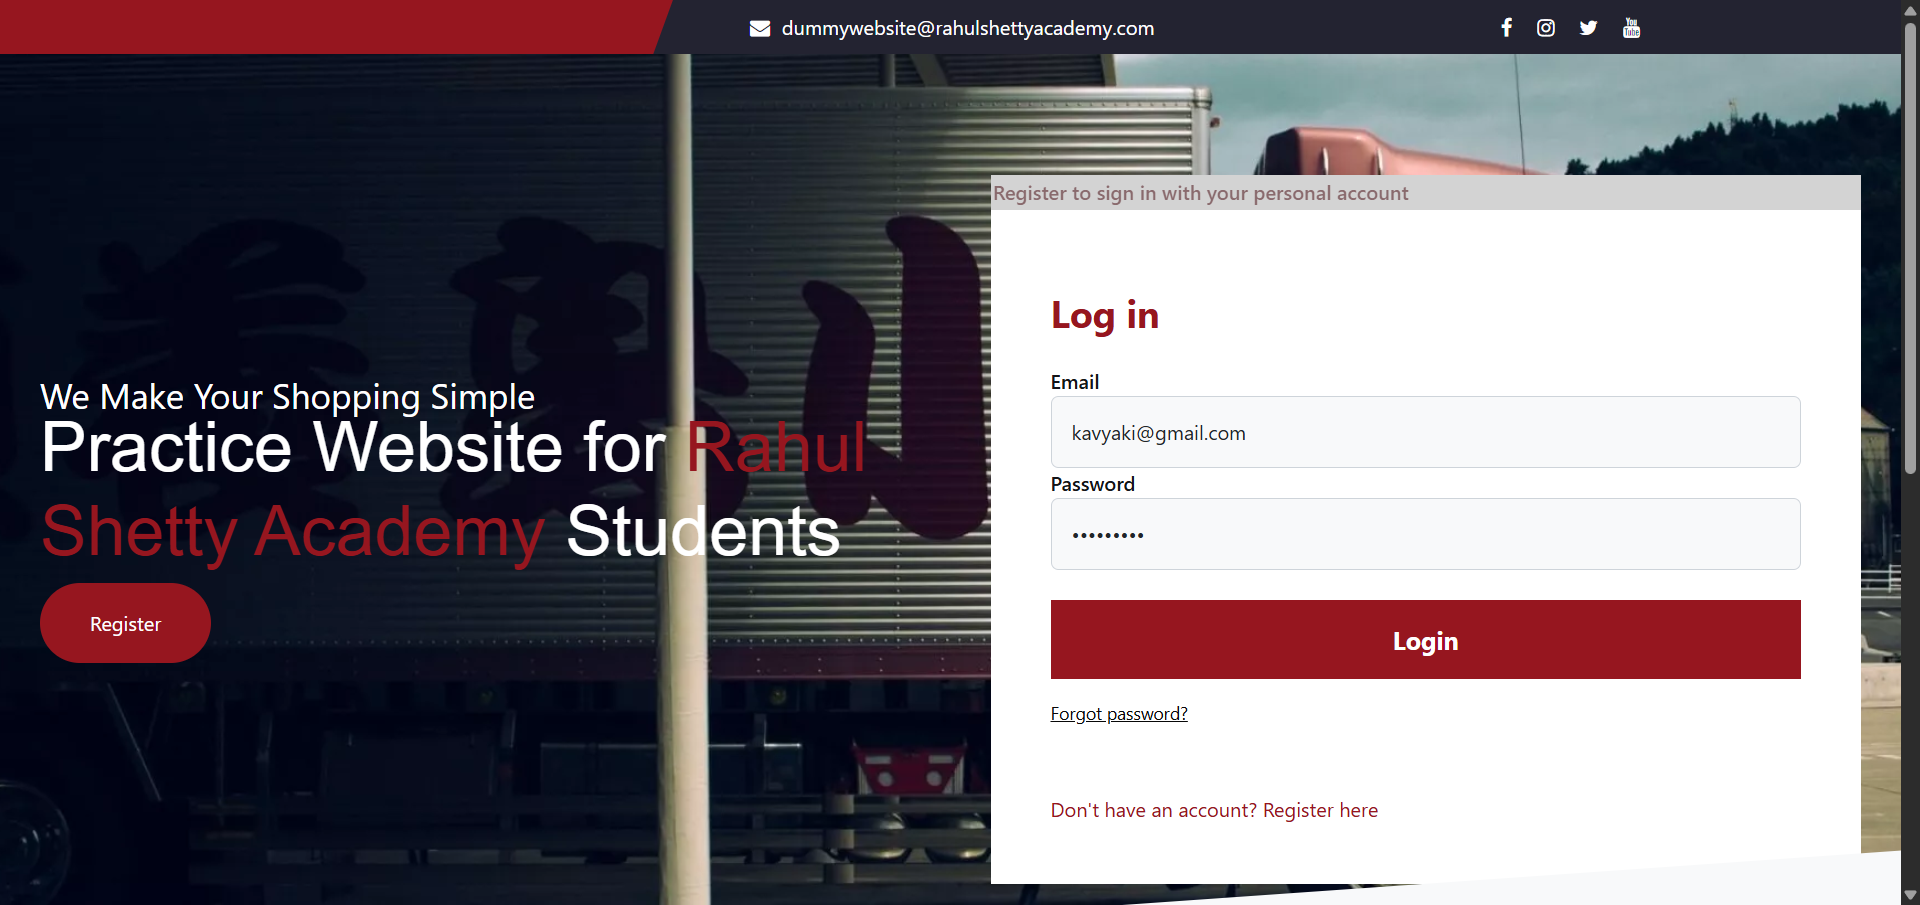 dummywebsite@rahulshettyacademy.com
You
Tube
Register to sign in with your personal account
Log in
Email
kavyaki@gmail.com
Password
•••••••••
Login
Forgot password?
Don't have an account? Register here
We Make Your Shopping Simple
Practice Website for Rahul
Shetty Academy Students
Register